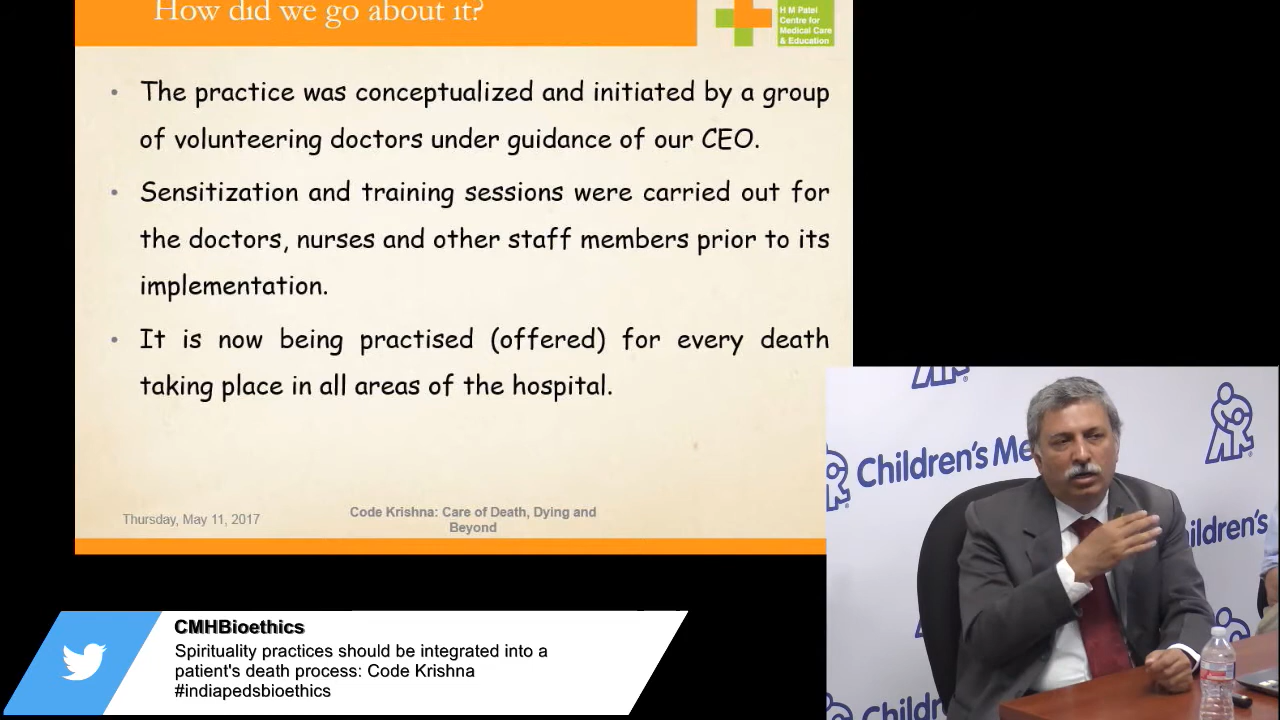 How did we go about it?
H M Patel
Centre for
Medical Care
& Education
• The practice was conceptualized and initiated by a group
of volunteering doctors under guidance of our CEO.
• Sensitization and training sessions were carried out for
the doctors, nurses and other staff members prior to its
implementation.
• It is now being practised (offered) for every death
taking place in all areas of the hospital.
Thursday, May 11, 2017
Code Krishna: Care of Death, Dying and
Beyond
Children's Me
ildren's
Children's
CMHBioethics
Spirituality practices should be integrated into a
patient's death process: Code Krishna
#indiapedsbioethics